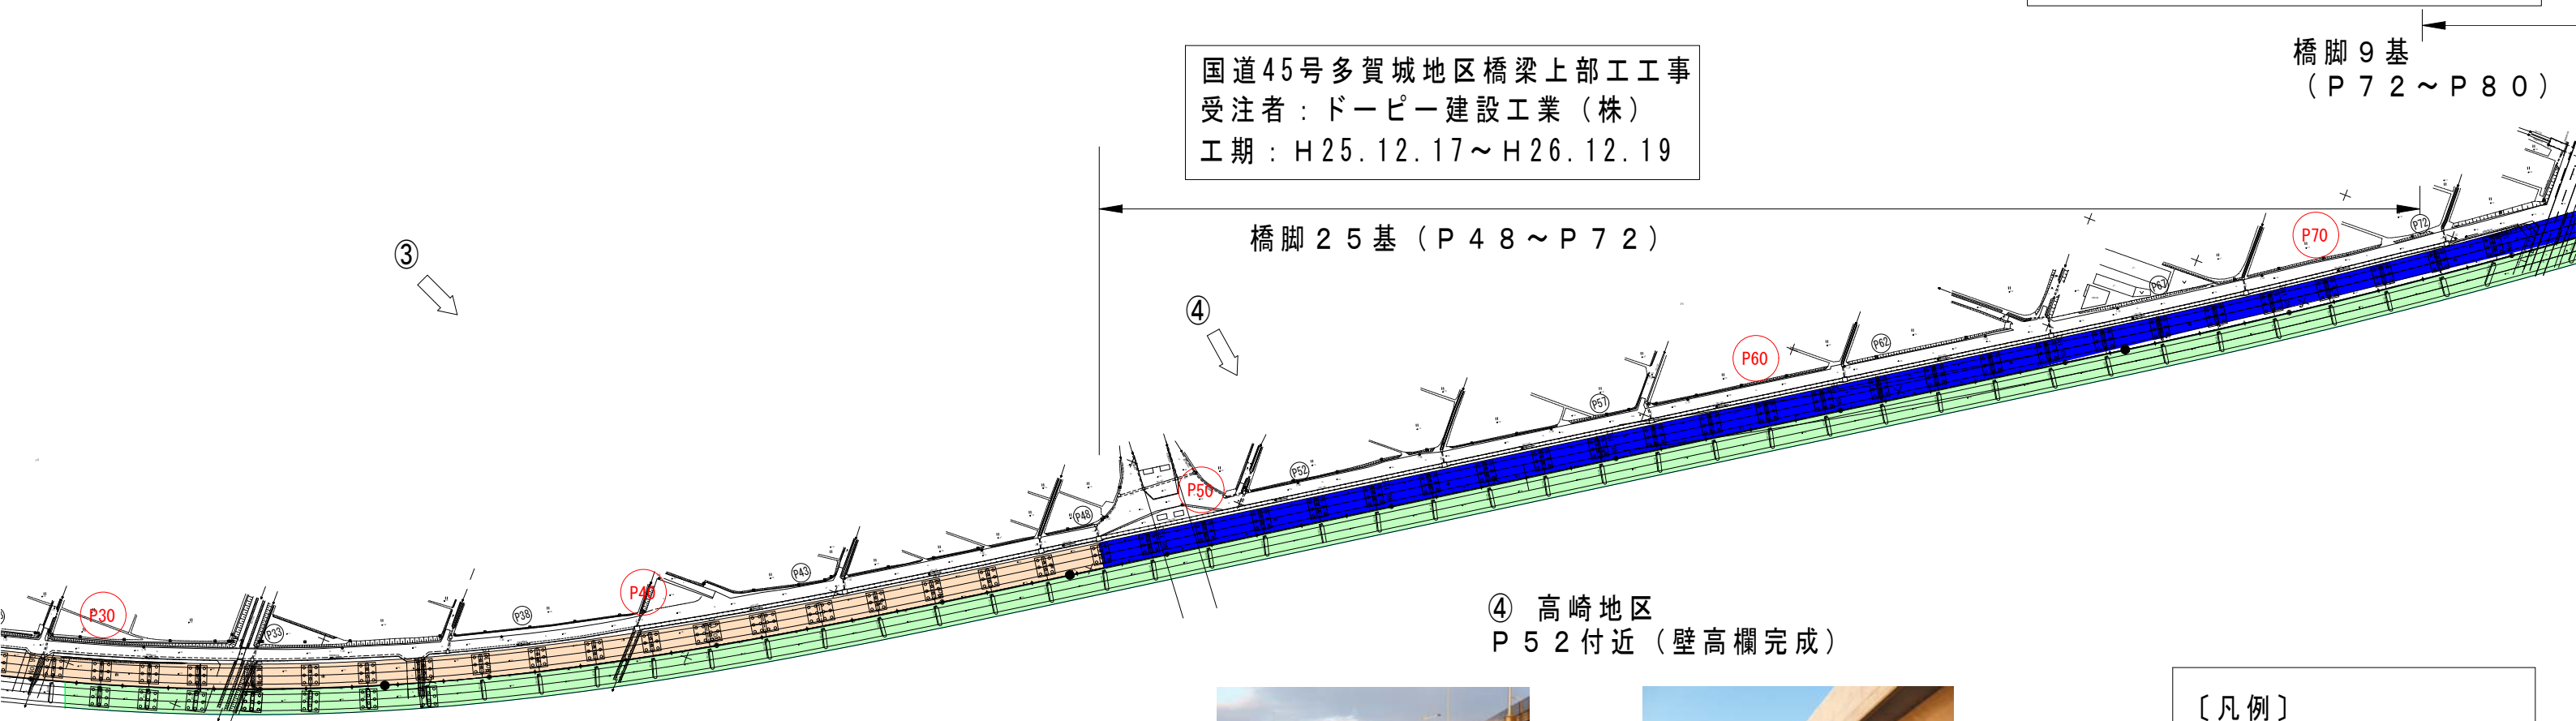 橋脚9基
（P72～P80）
国道45号多賀城地区橋梁上部工工事
受注者：ドーピー建設工業（株）
工期：H25.12.17～H26.12.19
橋脚25基（P48～P72）
③
④
P30
P33
P38
P40
P43
P48
P50
P52
P57
P60
P62
P67
P70
P72
④ 高崎地区
P52付近（壁高欄完成）
〔凡例〕